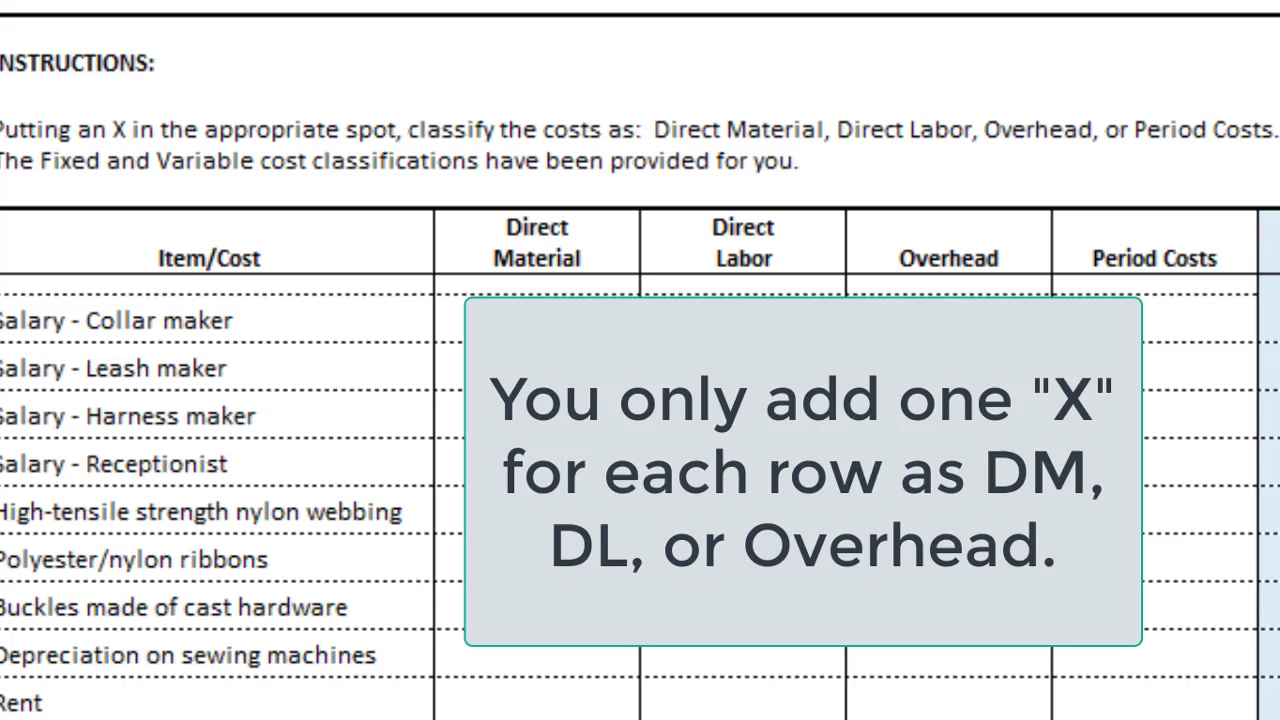 NSTRUCTIONS:
Putting an X in the appropriate spot, classify the costs as:  Direct Material, Direct Labor, Overhead, or Period Costs.
The Fixed and Variable cost classifications have been provided for you.
Item/Cost
Direct Material
Direct Labor
Overhead
Period Costs
Salary - Collar maker
Salary - Leash maker
Salary - Harness maker
Salary - Receptionist
High-tensile strength nylon webbing
Polyester/nylon ribbons
Buckles made of cast hardware
Depreciation on sewing machines
Rent
You only add one "X"
for each row as DM,
DL, or Overhead.